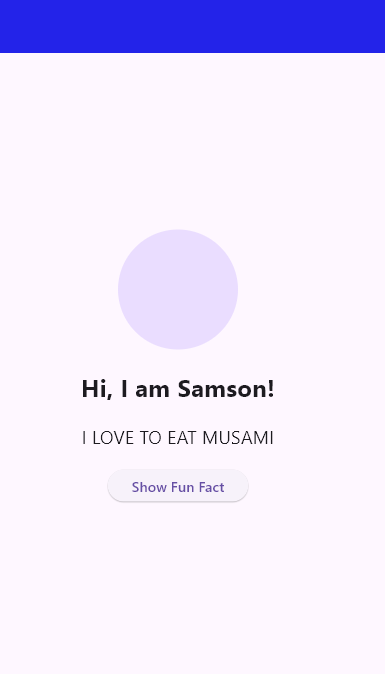 Hi, I am Samson!
I LOVE TO EAT MUSAMI
Show Fun Fact